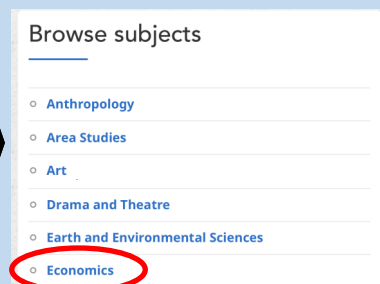 Browse subjects
Anthropology
Area Studies
Art
Drama and Theatre
Earth and Environmental Sciences
Economics